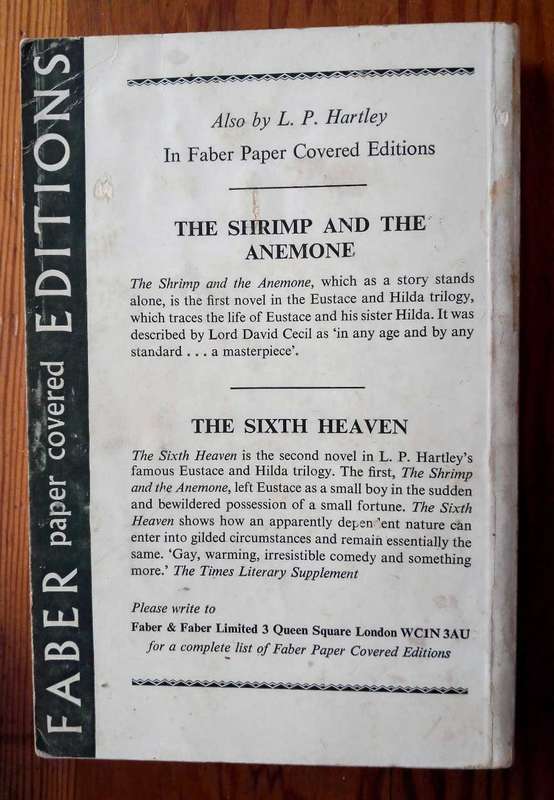 FABER paper covered EDITIONS
Also by L. P. Hartley
In Faber Paper Covered Editions
THE SHRIMP AND THE
ANEMONE
The Shrimp and the Anemone, which as a story stands
alone, is the first novel in the Eustace and Hilda trilogy,
which traces the life of Eustace and his sister Hilda. It was
described by Lord David Cecil as ‘in any age and by any
standard . . . a masterpiece’.
THE SIXTH HEAVEN
The Sixth Heaven is the second novel in L. P. Hartley’s
famous Eustace and Hilda trilogy. The first, The Shrimp
and the Anemone, left Eustace as a small boy in the sudden
and bewildered possession of a small fortune. The Sixth
Heaven shows how an apparently depen'ent nature can
enter into gilded circumstances and remain essentially the
same. ‘Gay, warming, irresistible comedy and something
more.’ The Times Literary Supplement
Please write to
Faber & Faber Limited 3 Queen Square London WC1N 3AU
for a complete list of Faber Paper Covered Editions